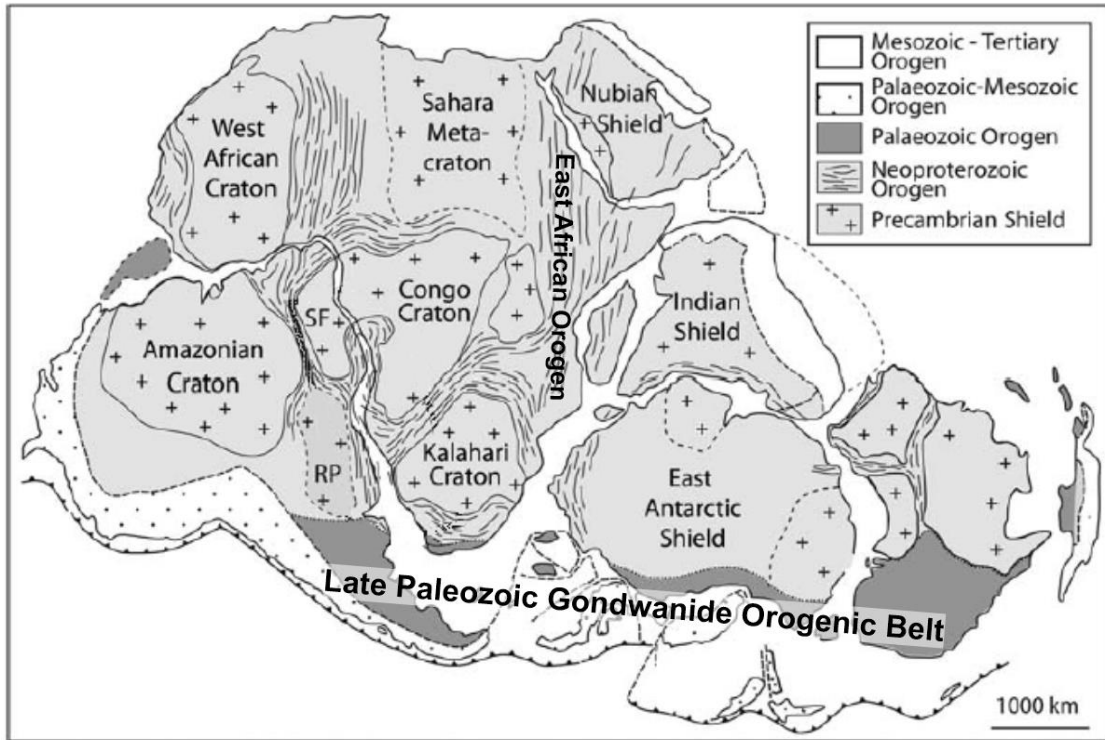 Mesozoic - Tertiary
Orogen
Palaeozoic-Mesozoic
Orogen
Palaeozoic Orogen
Neoproterozoic
Orogen
Precambrian Shield
West
African
Craton
Sahara
Meta-
craton
Nubian
Shield
East African Orogen
Amazonian
Craton
SF
Congo
Craton
Indian
Shield
RP
Kalahari
Craton
East
Antarctic
Shield
Late Paleozoic Gondwanide Orogenic Belt
1000 km